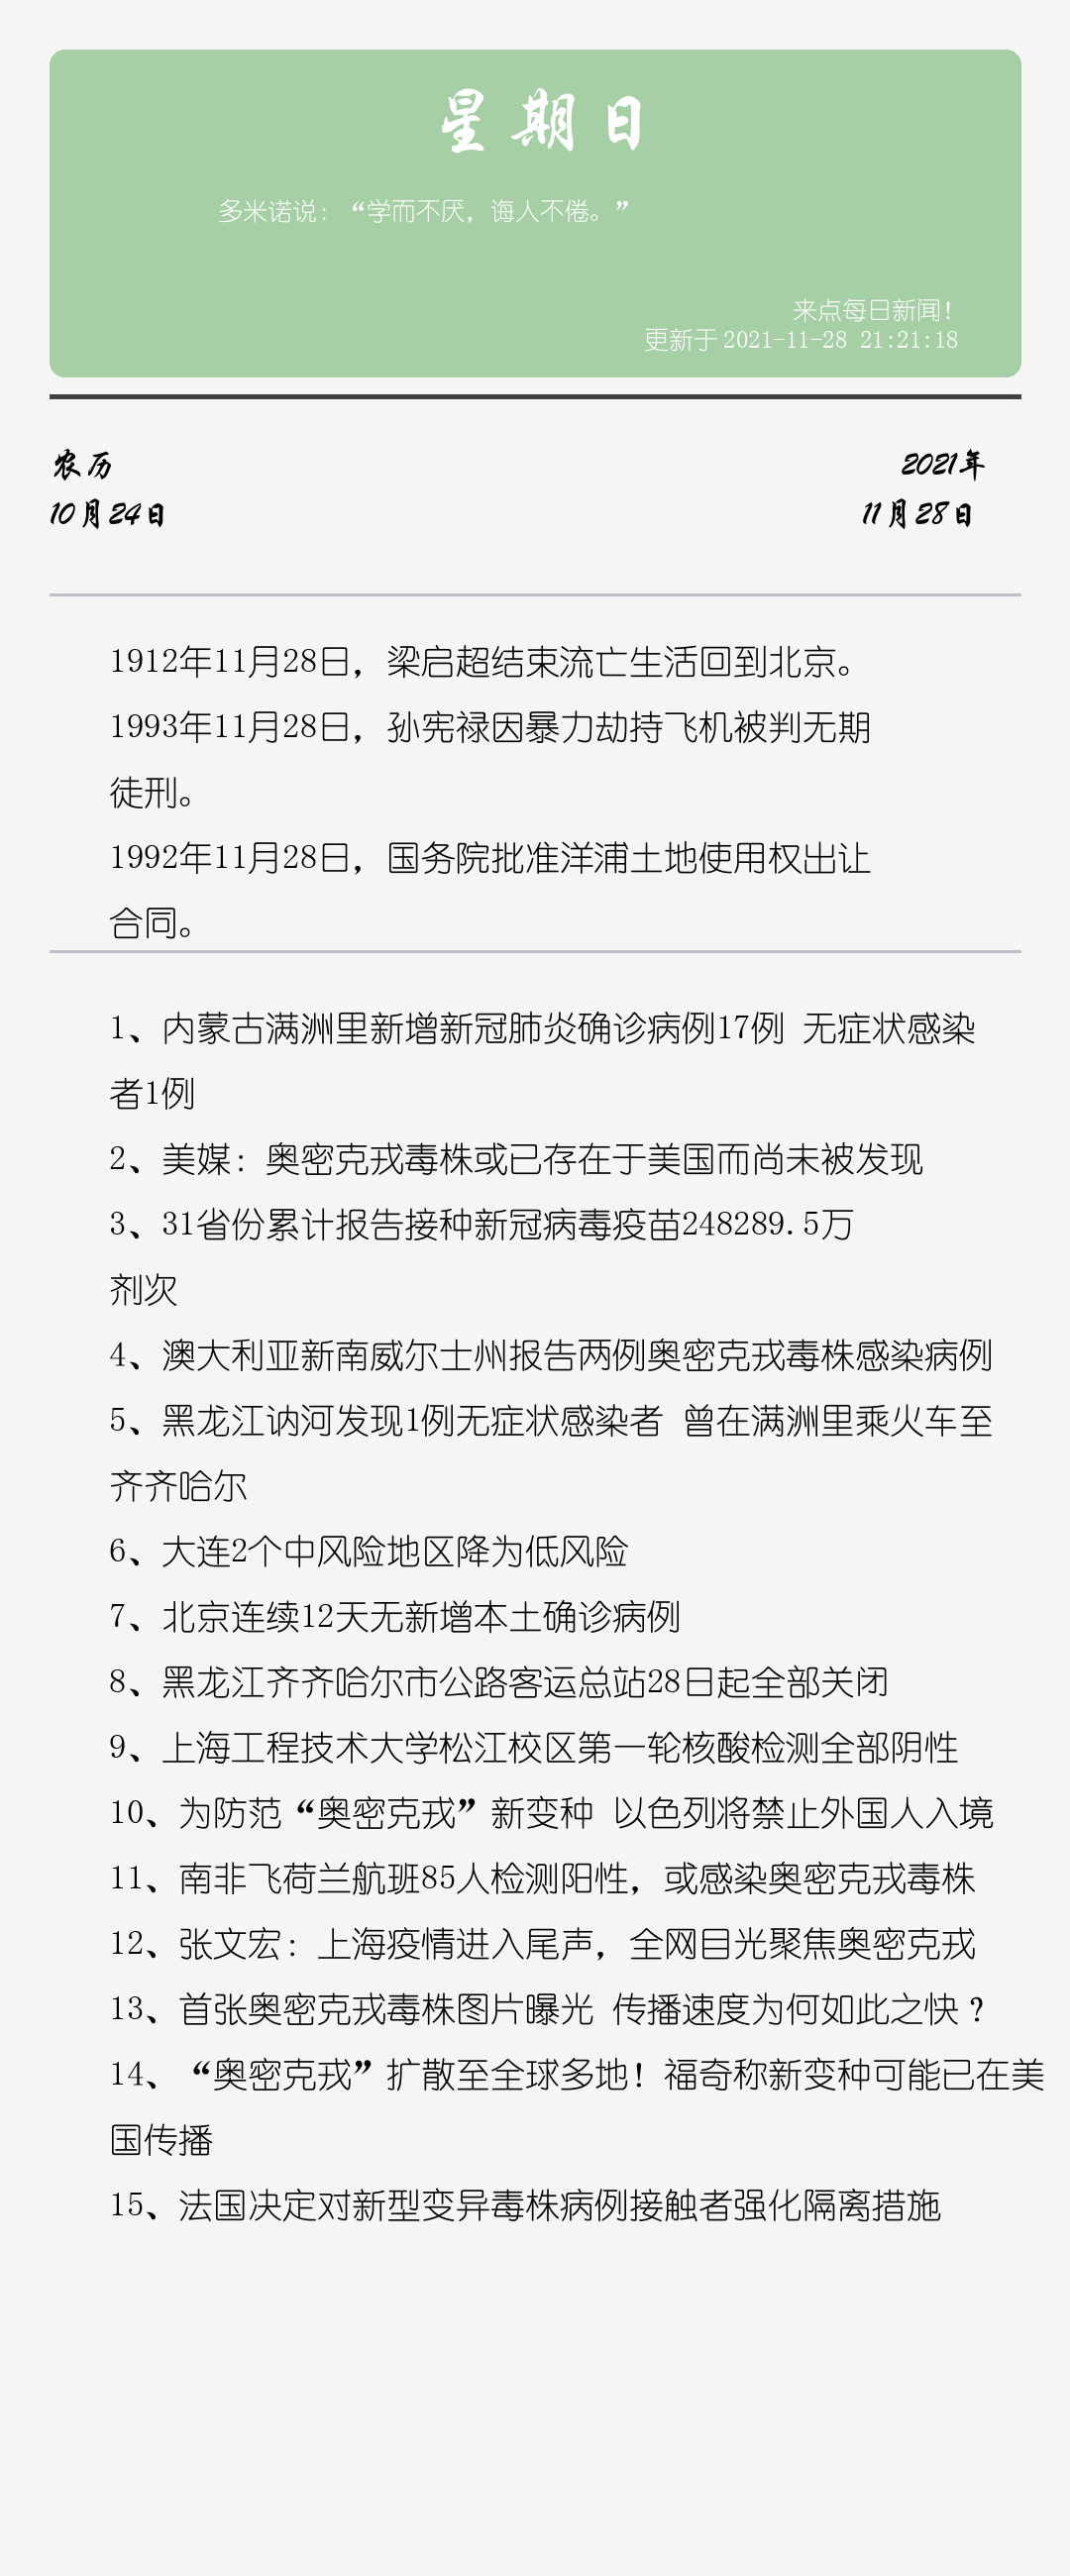 星期日
多米诺说：“学而不厌，诲人不倦。”
来点每日新闻！
更新于 2021-11-28 21:21:18
农历
2021年
10月24日
11月28日
1912年11月28日，梁启超结束流亡生活回到北京。
1993年11月28日，孙宪禄因暴力劫持飞机被判无期
徒刑。
1992年11月28日，国务院批准洋浦土地使用权出让
合同。
1、内蒙古满洲里新增新冠肺炎确诊病例17例 无症状感染
者1例
2、美媒：奥密克戎毒株或已存在于美国而尚未被发现
3、31省份累计报告接种新冠病毒疫苗248289.5万
剂次
4、澳大利亚新南威尔士州报告两例奥密克戎毒株感染病例
5、黑龙江讷河发现1例无症状感染者 曾在满洲里乘火车至
齐齐哈尔
6、大连2个中风险地区降为低风险
7、北京连续12天无新增本土确诊病例
8、黑龙江齐齐哈尔市公路客运总站28日起全部关闭
9、上海工程技术大学松江校区第一轮核酸检测全部阴性
10、为防范“奥密克戎”新变种 以色列将禁止外国人入境
11、南非飞荷兰航班85人检测阳性，或感染奥密克戎毒株
12、张文宏：上海疫情进入尾声，全网目光聚焦奥密克戎
13、首张奥密克戎毒株图片曝光 传播速度为何如此之快？
14、“奥密克戎”扩散至全球多地！福奇称新变种可能已在美
国传播
15、法国决定对新型变异毒株病例接触者强化隔离措施